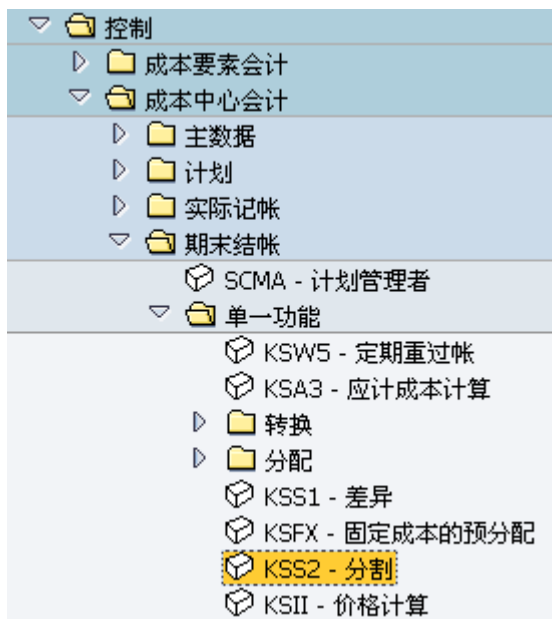 控制
成本要素会计
成本中心会计
主数据
计划
实际记帐
期末结帐
SCMA - 计划管理者
单一功能
KSW5 - 定期重过帐
KSA3 - 应计成本计算
转换
分配
KSS1 - 差异
KSFX - 固定成本的预分配
KSS2 - 分割
KSII - 价格计算